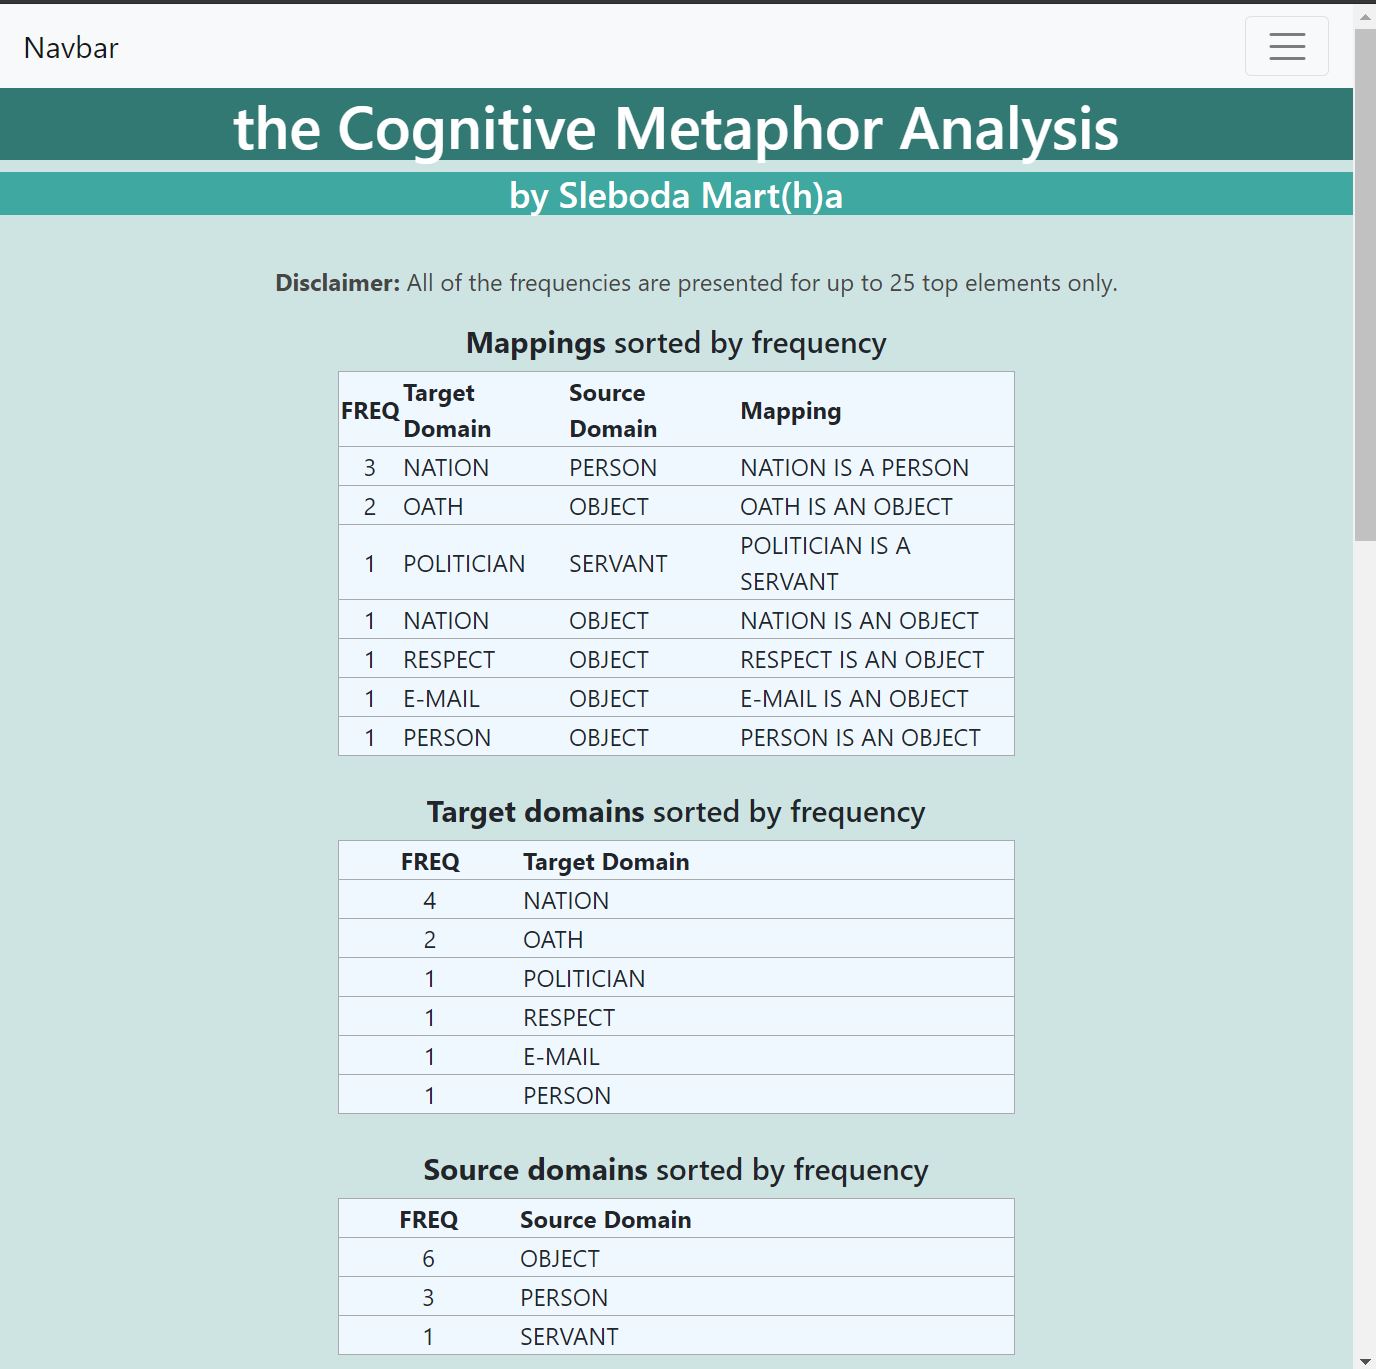 Navbar
the Cognitive Metaphor Analysis
by Sleboda Mart(h)a
Disclaimer: All of the frequencies are presented for up to 25 top elements only.
Mappings sorted by frequency
FREQ Target Domain Source Domain Mapping
3 NATION PERSON NATION IS A PERSON
2 OATH OBJECT OATH IS AN OBJECT
1 POLITICIAN SERVANT POLITICIAN IS A SERVANT
1 NATION OBJECT NATION IS AN OBJECT
1 RESPECT OBJECT RESPECT IS AN OBJECT
1 E-MAIL OBJECT E-MAIL IS AN OBJECT
1 PERSON OBJECT PERSON IS AN OBJECT
Target domains sorted by frequency
FREQ Target Domain
4 NATION
2 OATH
1 POLITICIAN
1 RESPECT
1 E-MAIL
1 PERSON
Source domains sorted by frequency
FREQ Source Domain
6 OBJECT
3 PERSON
1 SERVANT